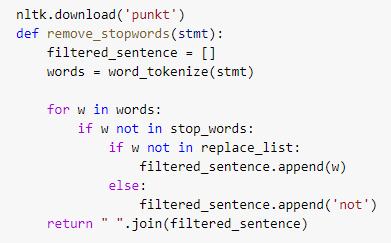 nltk.download('punkt')
def remove_stopwords(stmt):
    filtered_sentence = []
    words = word_tokenize(stmt)

    for w in words:
        if w not in stop_words:
            if w not in replace_list:
                filtered_sentence.append(w)
            else:
                filtered_sentence.append('not')
    return " ".join(filtered_sentence)